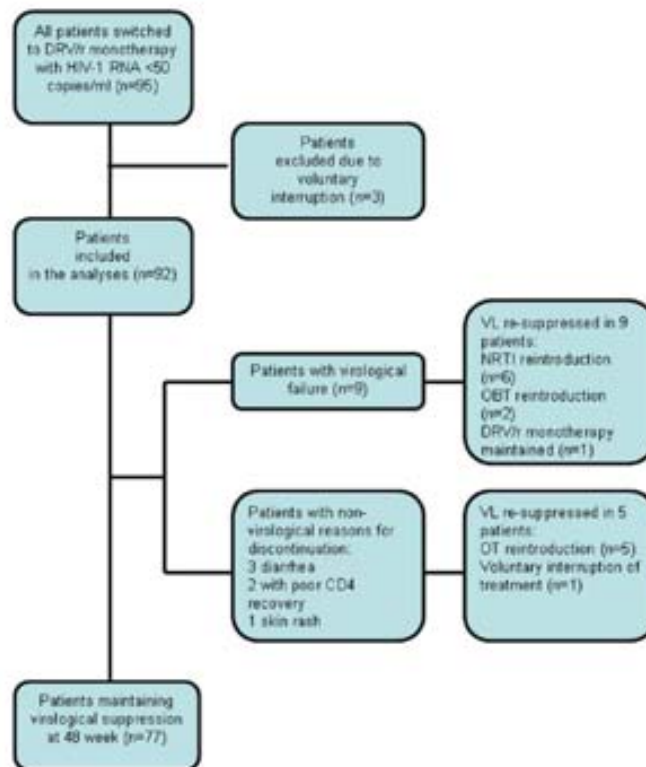 All patients switched
to DRV/r monotherapy
with HIV-1 RNA <50
copies/ml (n=95)
Patients
excluded due to
voluntary
interruption (n=3)
Patients
included
in the analyses (n=92)
Patients with virological
failure (n=9)
VL re-suppressed in 9
patients:
NRTI reintroduction
(n=6)
OBT reintroduction
(n=2)
DRV/r monotherapy
maintained (n=1)
Patients with non-
virological reasons for
discontinuation:
3 diarrhea
2 with poor CD4
recovery
1 skin rash
VL re-suppressed in 5
patients:
OT reintroduction (n=5)
Voluntary interruption of
treatment (n=1)
Patients maintaining
virological suppression
at 48 week (n=77)